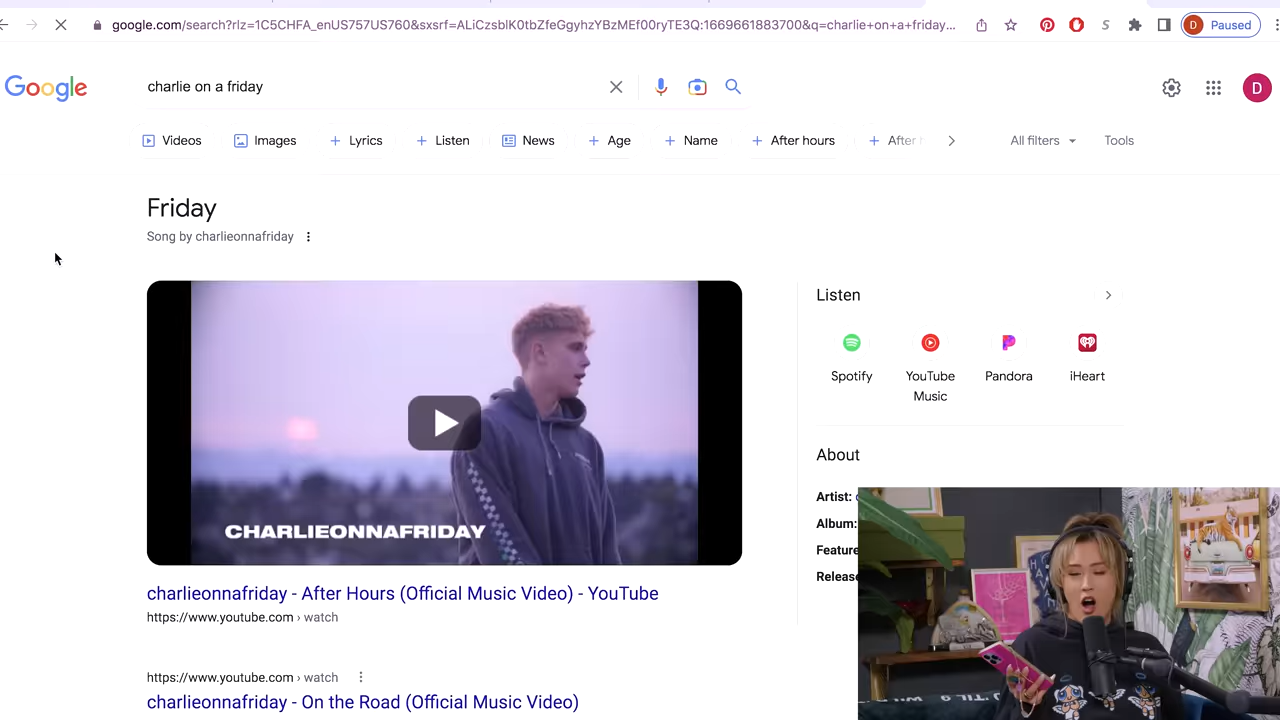 google.com/search?rlz=1C5CHFA_enUS757US760&sxsrf=ALiCzsblK0tbZfeGgyhzYBzMEf00ryTE3Q:1669661883700&q=charlie+on+a+friday...
S
D Paused
Google
charlie on a friday
D
Videos
Images
Lyrics
Listen
News
Age
Name
After hours
After
All filters
Tools
Friday
Song by charlieonnafriday
CHARLIEONNAFRIDAY
charlieonnafriday - After Hours (Official Music Video) - YouTube
https://www.youtube.com › watch
https://www.youtube.com › watch
charlieonnafriday - On the Road (Official Music Video)
Listen
Spotify
YouTube
Music
Pandora
iHeart
About
Artist:
Album:
Feature
Release